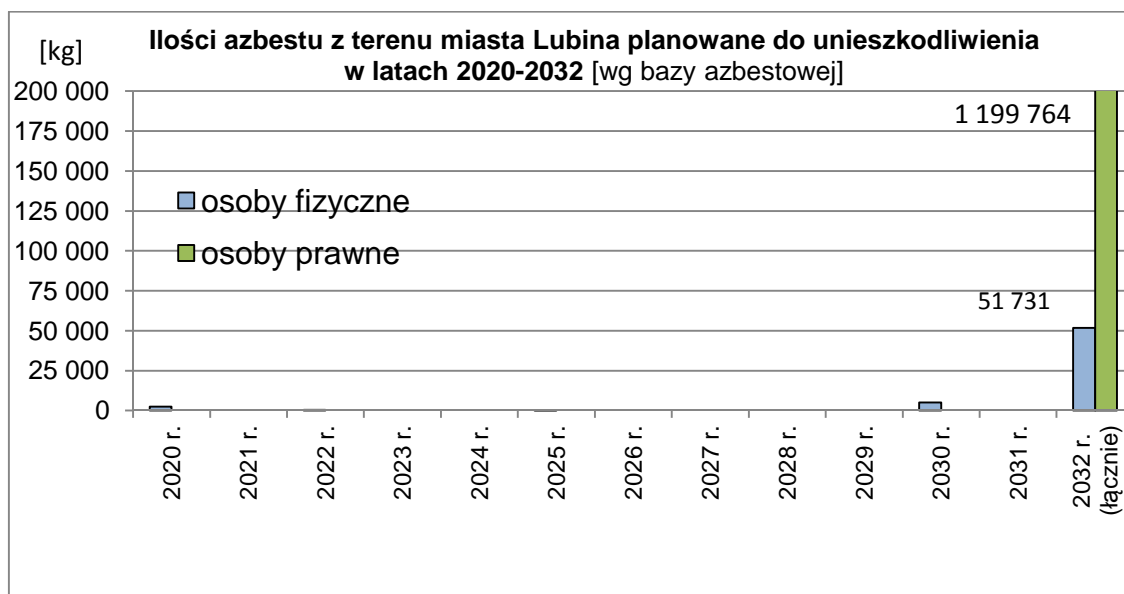 [kg]
Ilości azbestu z terenu miasta Lubina planowane do unieszkodliwienia
w latach 2020-2032 [wg bazy azbestowej]
200 000
175 000
150 000
125 000
100 000
75 000
50 000
25 000
0
1 199 764
51 731
osoby fizyczne
osoby prawne
2020 r.
2021 r.
2022 r.
2023 r.
2024 r.
2025 r.
2026 r.
2027 r.
2028 r.
2029 r.
2030 r.
2031 r.
2032 r.
(łącznie)